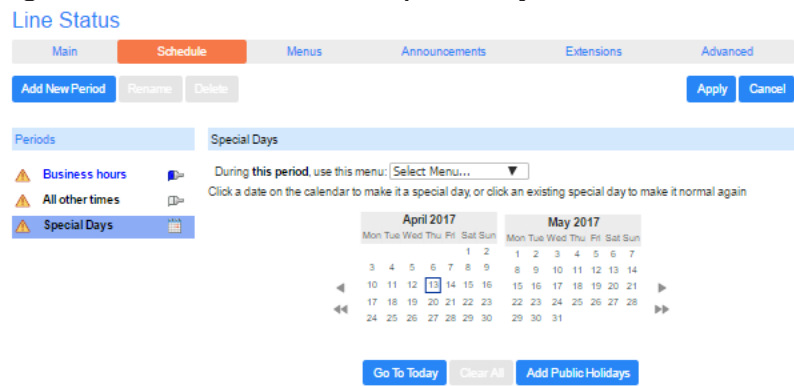 Line Status
Main Schedule Menus Announcements Extensions Advanced
Add New Period Rename Delete Apply Cancel
Periods
Business hours
All other times
Special Days
Special Days
During this period, use this menu: Select Menu...
Click a date on the calendar to make it a special day, or click an existing special day to make it normal again
April 2017
Mon Tue Wed Thu Fri Sat Sun
1 2
3 4 5 6 7 8 9
10 11 12 13 14 15 16
17 18 19 20 21 22 23
24 25 26 27 28 29 30
May 2017
Mon Tue Wed Thu Fri Sat Sun
1 2 3 4 5 6 7
8 9 10 11 12 13 14
15 16 17 18 19 20 21
22 23 24 25 26 27 28
29 30 31
Go To Today Clear All Add Public Holidays